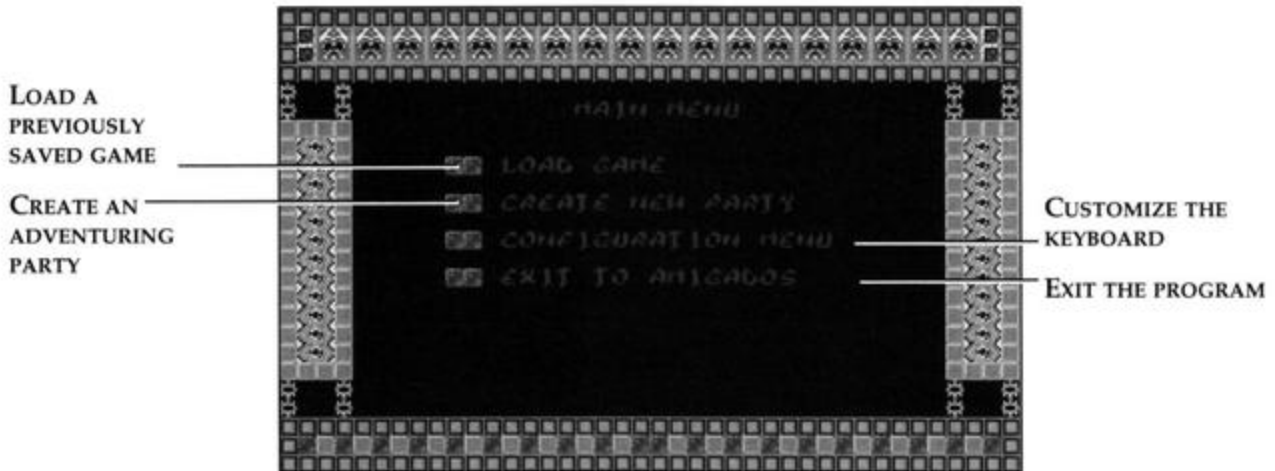 LOAD A
PREVIOUSLY
SAVED GAME
CREATE AN
ADVENTURING
PARTY
MAIN MENU
LOAD GAME
CREATE NEW PARTY
CONFIGURATION MENU
EXIT TO AMIGADOS
CUSTOMIZE THE
KEYBOARD
EXIT THE PROGRAM